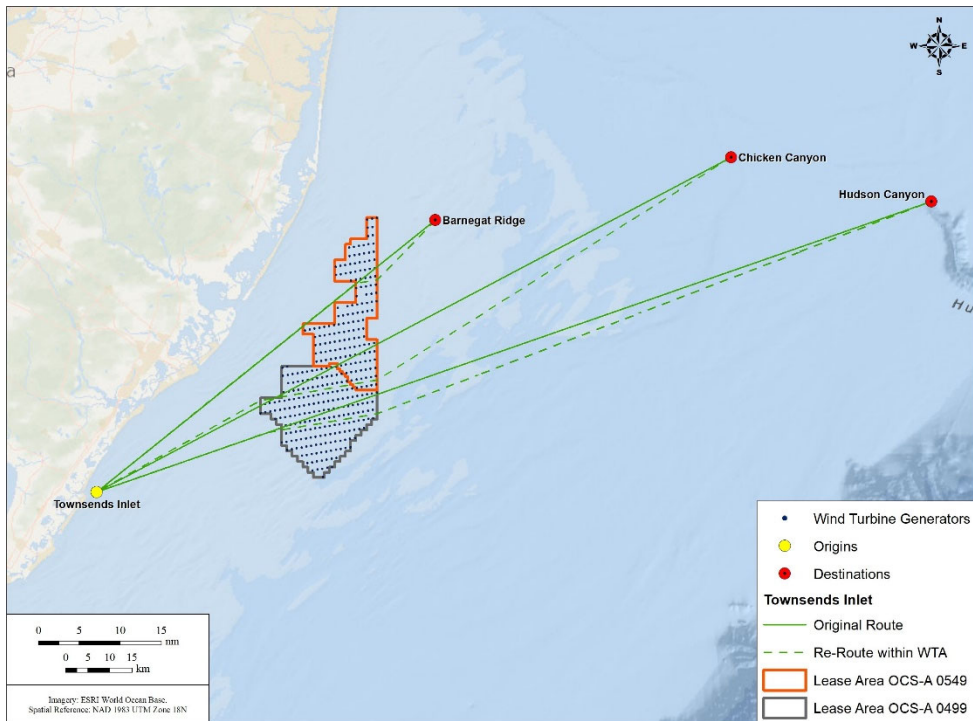 a
N
W E
S
Chicken Canyon
Hudson Canyon
Barnegat Ridge
Hu
Townsends Inlet
Wind Turbine Generators
Origins
Destinations
Townsends Inlet
Original Route
Re-Route within WTA
Lease Area OCS-A 0549
Lease Area OCS-A 0499
0 5 10 15
nm
0 5 10 15
km
Imagery: ESRI World Ocean Base.
Spatial Reference: NAD 1983 UTM Zone 18N